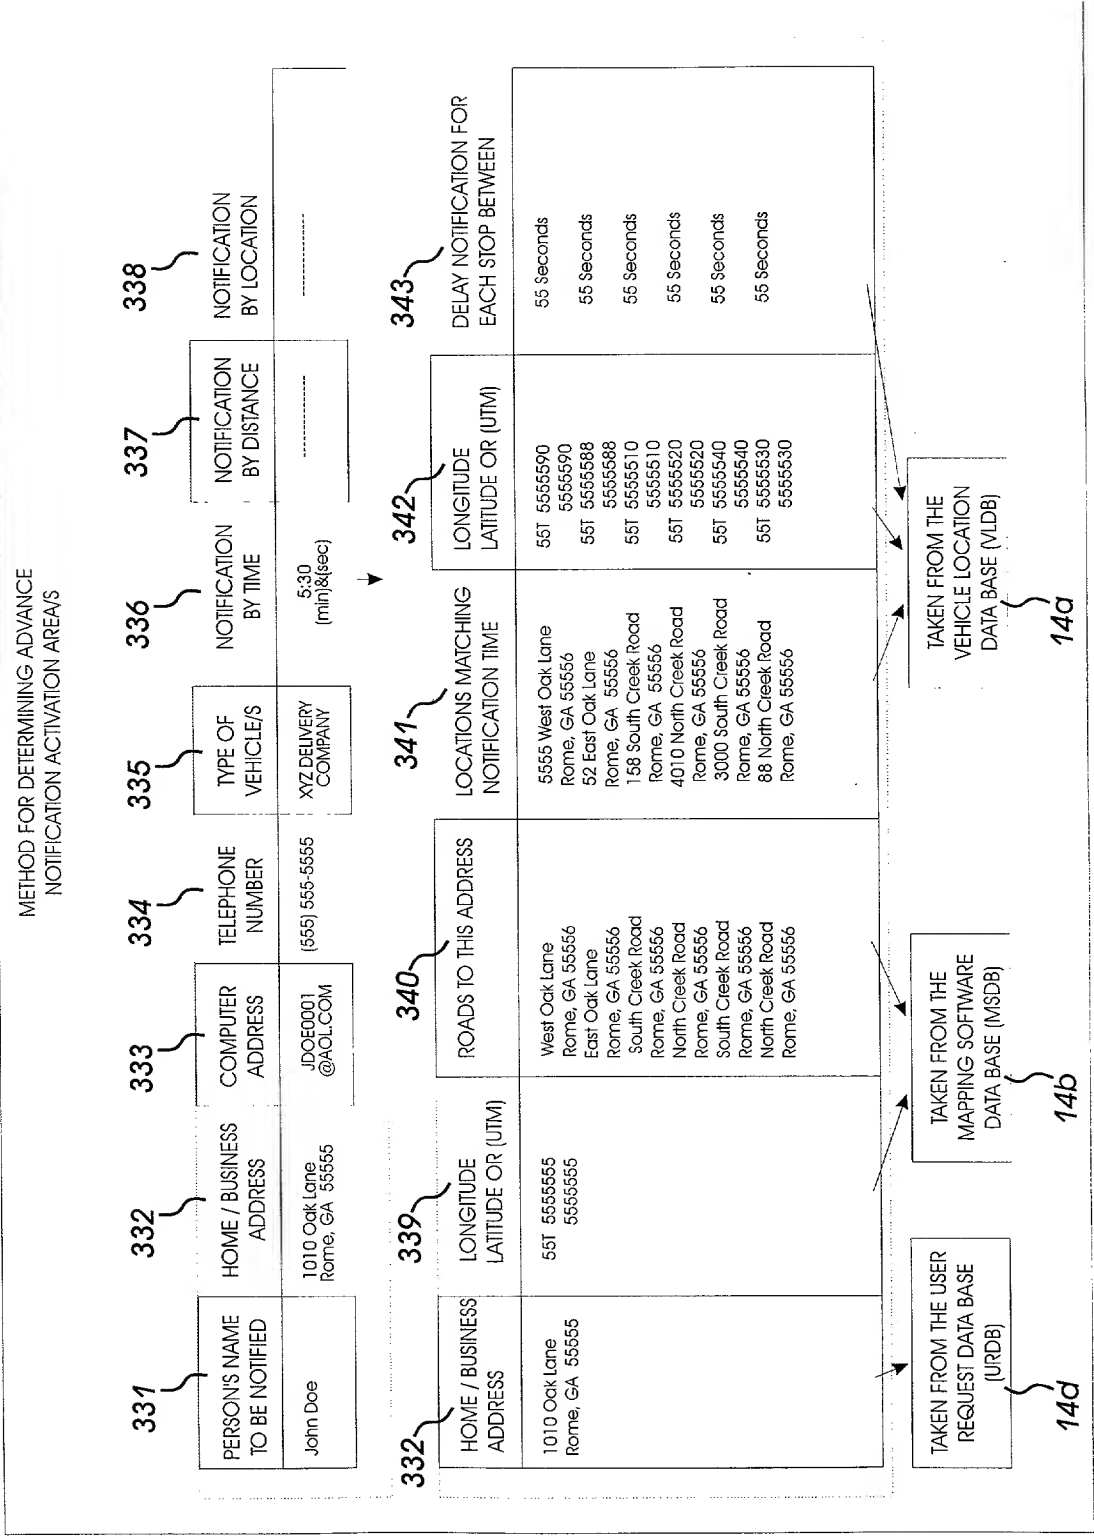 METHOD FOR DETERMINING ADVANCE
NOTIFICATION ACTIVATION AREA/S
331
332
333
334
335
336
337
338
PERSON'S NAME
TO BE NOTIFIED
HOME / BUSINESS
ADDRESS
COMPUTER
ADDRESS
TELEPHONE
NUMBER
TYPE OF
VEHICLE/S
NOTIFICATION
BY TIME
NOTIFICATION
BY DISTANCE
NOTIFICATION
BY LOCATION
John Doe
1010 Oak Lane
Rome, GA 55555
JDOE0001
@AOL.COM
(555) 555-5555
XYZ DELIVERY
COMPANY
5:30
(min)&(sec)
---------------
---------------
332
339
340
341
342
343
HOME / BUSINESS
ADDRESS
LONGITUDE
LATITUDE OR (UTM)
ROADS TO THIS ADDRESS
LOCATIONS MATCHING
NOTIFICATION TIME
LONGITUDE
LATITUDE OR (UTM)
DELAY NOTIFICATION FOR
EACH STOP BETWEEN
1010 Oak Lane
Rome, GA 55555
55T 5555555
5555555
West Oak Lane
Rome, GA 55556
East Oak Lane
Rome, GA 55556
South Creek Road
Rome, GA 55556
North Creek Road
Rome, GA 55556
South Creek Road
Rome, GA 55556
North Creek Road
Rome, GA 55556
5555 West Oak Lane
Rome, GA 55556
52 East Oak Lane
Rome, GA 55556
158 South Creek Road
Rome, GA 55556
4010 North Creek Road
Rome, GA 55556
3000 South Creek Road
Rome, GA 55556
88 North Creek Road
Rome, GA 55556
55T 5555590
5555590
55T 5555588
5555588
55T 5555510
5555510
55T 5555520
5555520
55T 5555540
5555540
55T 5555530
5555530
55 Seconds
55 Seconds
55 Seconds
55 Seconds
55 Seconds
55 Seconds
TAKEN FROM THE USER
REQUEST DATA BASE
(URDB)
14d
TAKEN FROM THE
MAPPING SOFTWARE
DATA BASE (MSDB)
14b
TAKEN FROM THE
VEHICLE LOCATION
DATA BASE (VLDB)
14a